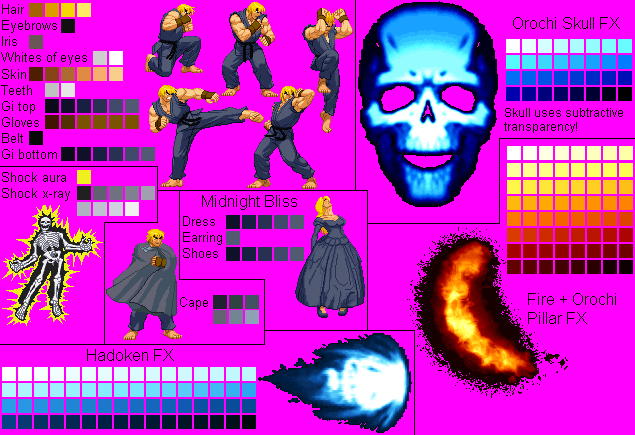 Hair
Eyebrows
Iris
Whites of eyes
Skin
Teeth
Gi top
Gloves
Belt
Gi bottom
Shock aura
Shock x-ray
Midnight Bliss
Dress
Earring
Shoes
Cape
Orochi Skull FX
Skull uses subtractive
transparency!
Fire + Orochi
Pillar FX
Hadoken FX